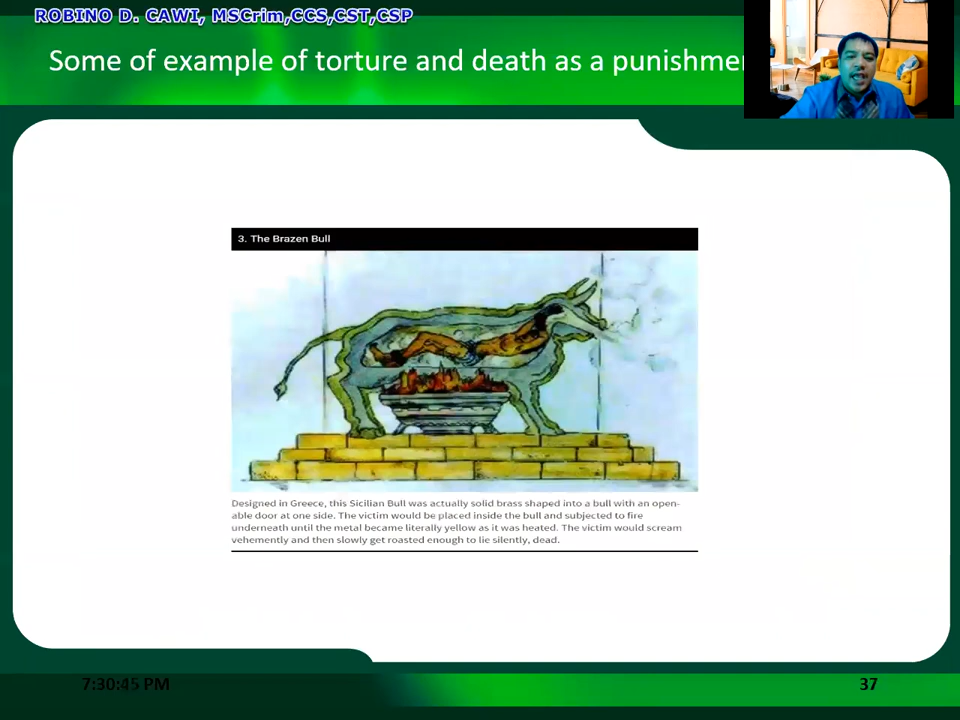 ROBINO D. CAWI, MSCrim,CCS,CST,CSP
Some of example of torture and death as a punishme
3. The Brazen Bull
Designed in Greece, this Sicilian Bull was actually solid brass shaped into a bull with an open-
able door at one side. The victim would be placed inside the bull and subjected to fire
underneath until the metal became literally yellow as it was heated. The victim would scream
vehemently and then slowly get roasted enough to lie silently, dead.
7:30:45 PM
37